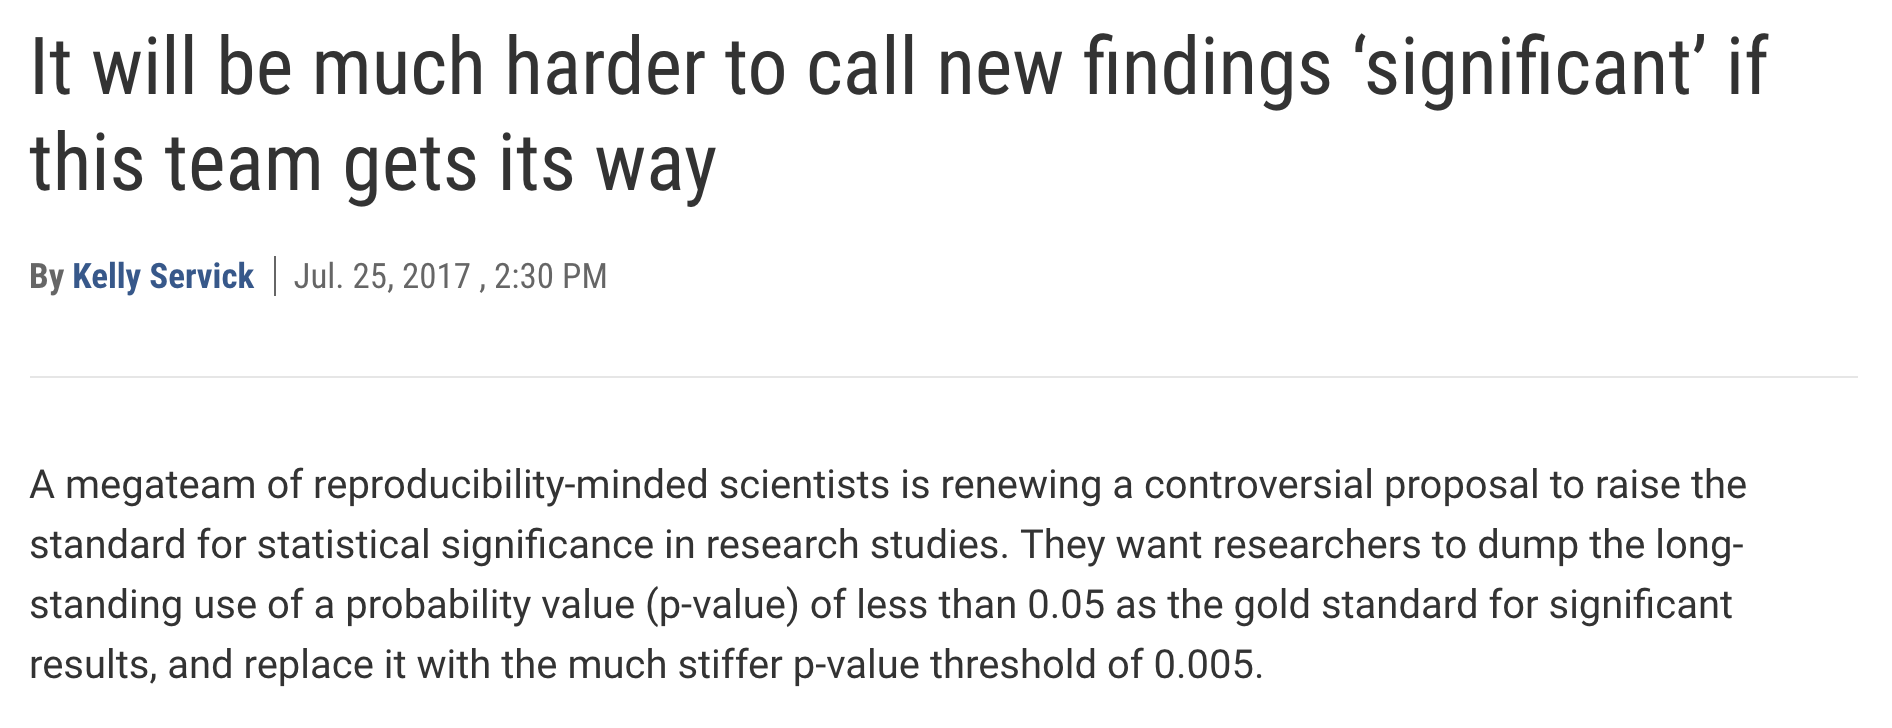 It will be much harder to call new findings ‘significant’ if
this team gets its way
By Kelly Servick | Jul. 25, 2017 , 2:30 PM
A megateam of reproducibility-minded scientists is renewing a controversial proposal to raise the
standard for statistical significance in research studies. They want researchers to dump the long-
standing use of a probability value (p-value) of less than 0.05 as the gold standard for significant
results, and replace it with the much stiffer p-value threshold of 0.005.